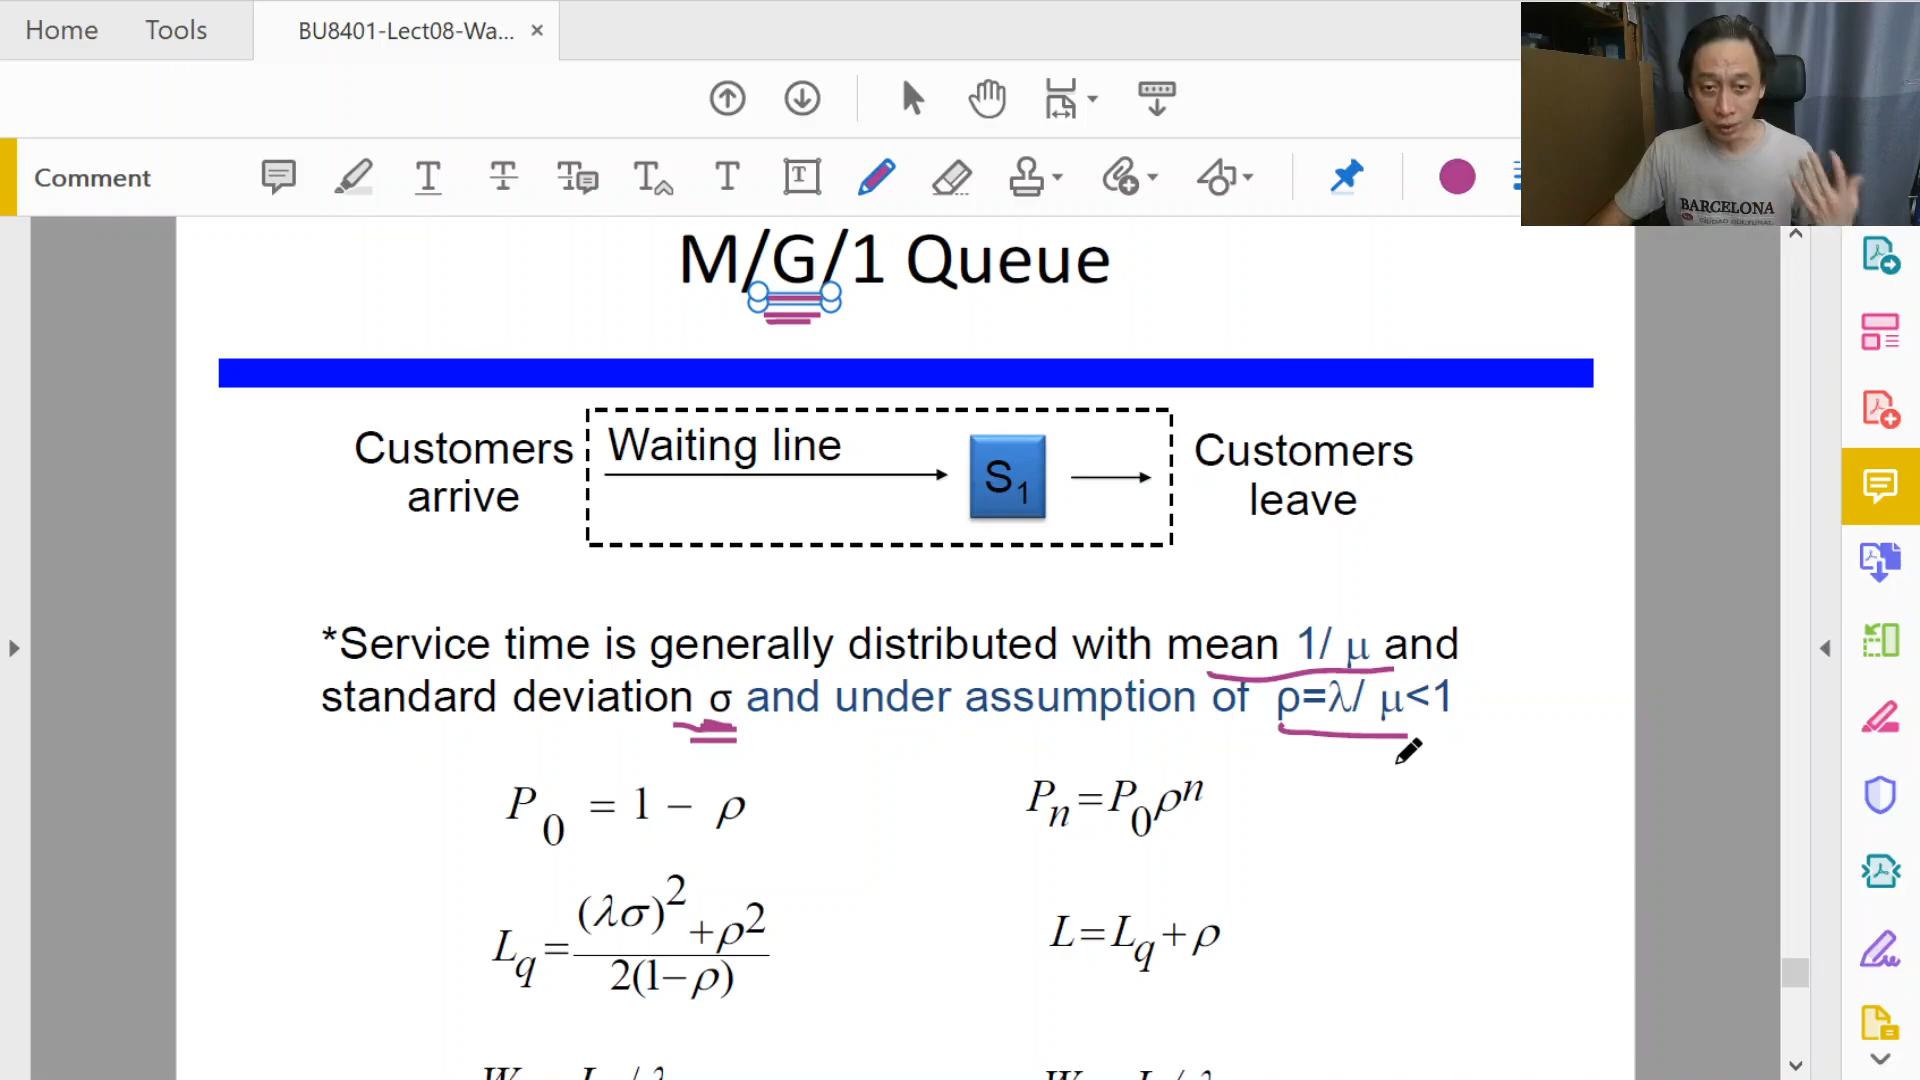 Home Tools BU8401-Lect08-Wa... ×
Comment
BARCELONA
M/G/1 Queue
Customers arrive
Waiting line
S1
Customers leave
*Service time is generally distributed with mean 1/ μ and
standard deviation σ and under assumption of ρ=λ/ μ<1
P0 = 1 − ρ
Pn=P0ρ^n
Lq=((λσ)^2+ρ^2)/(2(1−ρ))
L=Lq+ρ